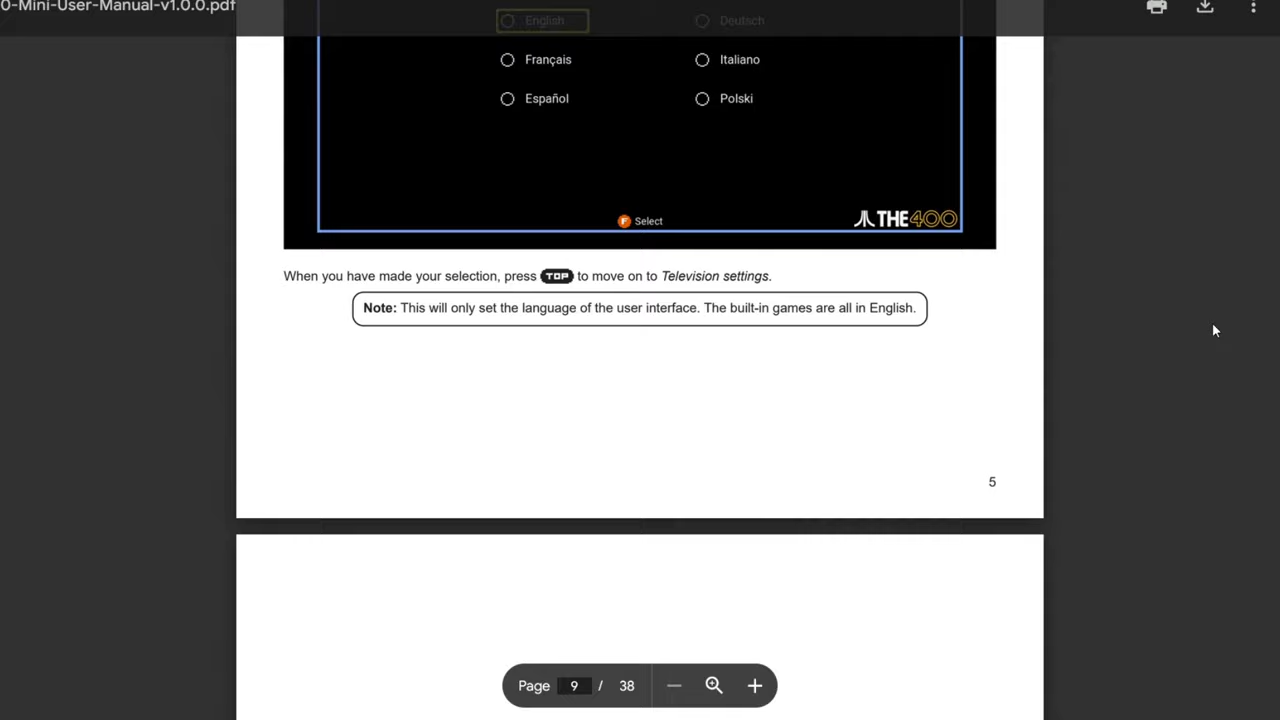 0-Mini-User-Manual-v1.0.0.pdf
English Deutsch
Français Italiano
Español Polski
F Select
THE400
When you have made your selection, press TOP to move on to Television settings.
Note: This will only set the language of the user interface. The built-in games are all in English.
5
Page 9 / 38